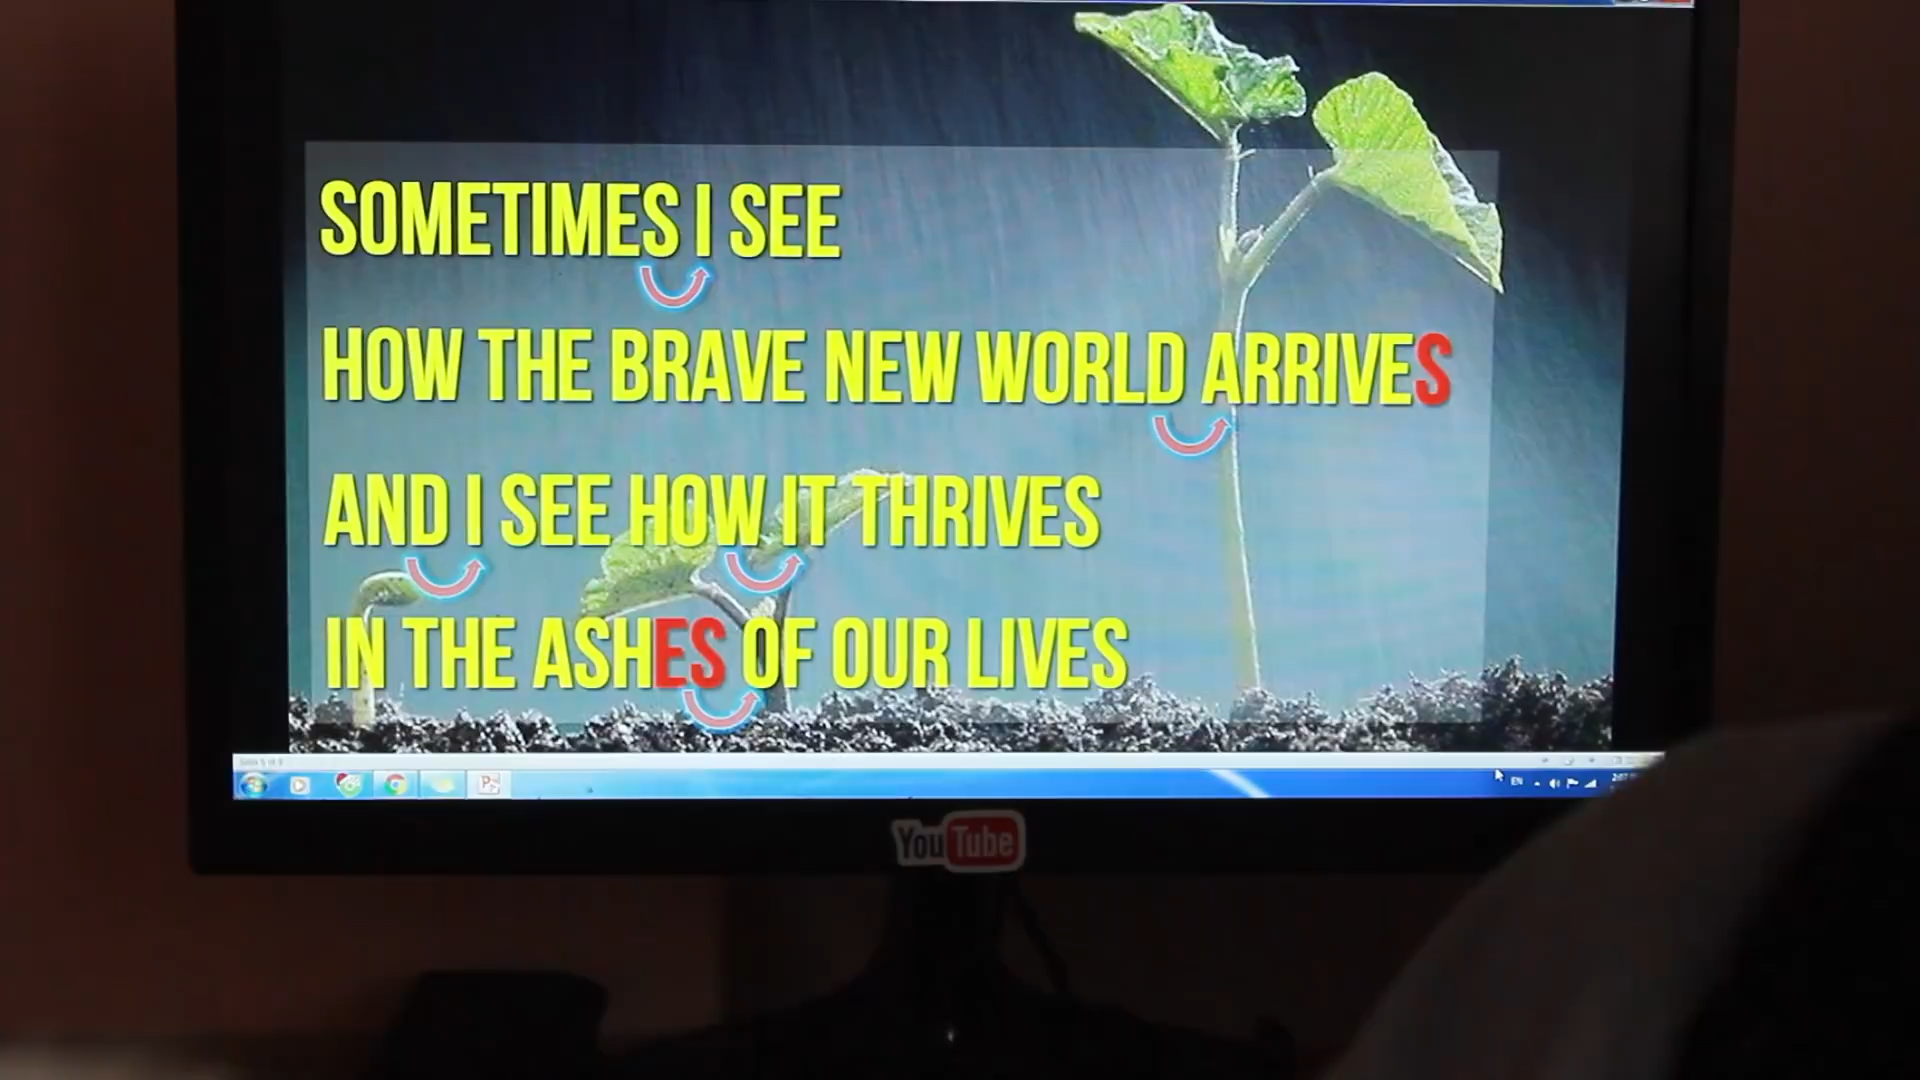 SOMETIMES I SEE
HOW THE BRAVE NEW WORLD ARRIVES
AND I SEE HOW IT THRIVES
IN THE ASHES OF OUR LIVES
EN
YouTube